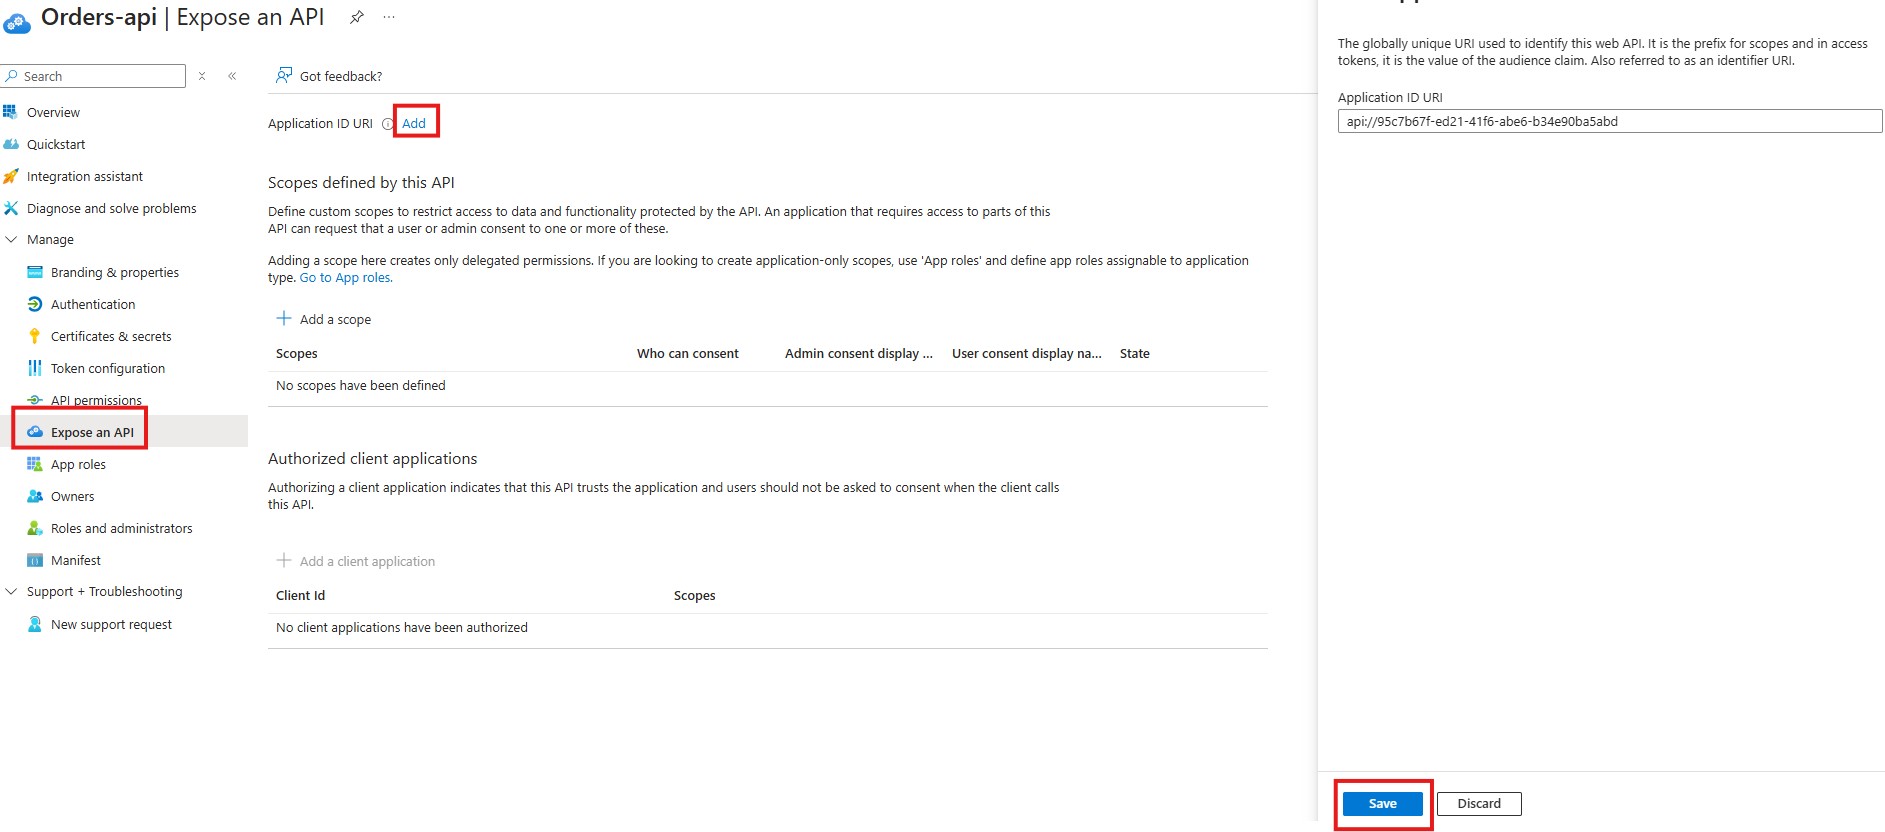 Orders-api | Expose an API
Search
Overview
Quickstart
Integration assistant
Diagnose and solve problems
Manage
Branding & properties
Authentication
Certificates & secrets
Token configuration
API permissions
Expose an API
App roles
Owners
Roles and administrators
Manifest
Support + Troubleshooting
New support request
Got feedback?
Application ID URI Add
Scopes defined by this API
Define custom scopes to restrict access to data and functionality protected by the API. An application that requires access to parts of this
API can request that a user or admin consent to one or more of these.
Adding a scope here creates only delegated permissions. If you are looking to create application-only scopes, use 'App roles' and define app roles assignable to application
type. Go to App roles.
Add a scope
Scopes Who can consent Admin consent display ... User consent display na... State
No scopes have been defined
Authorized client applications
Authorizing a client application indicates that this API trusts the application and users should not be asked to consent when the client calls
this API.
Add a client application
Client Id Scopes
No client applications have been authorized
The globally unique URI used to identify this web API. It is the prefix for scopes and in access
tokens, it is the value of the audience claim. Also referred to as an identifier URI.
Application ID URI
api://95c7b67f-ed21-41f6-abe6-b34e90ba5abd
Save Discard